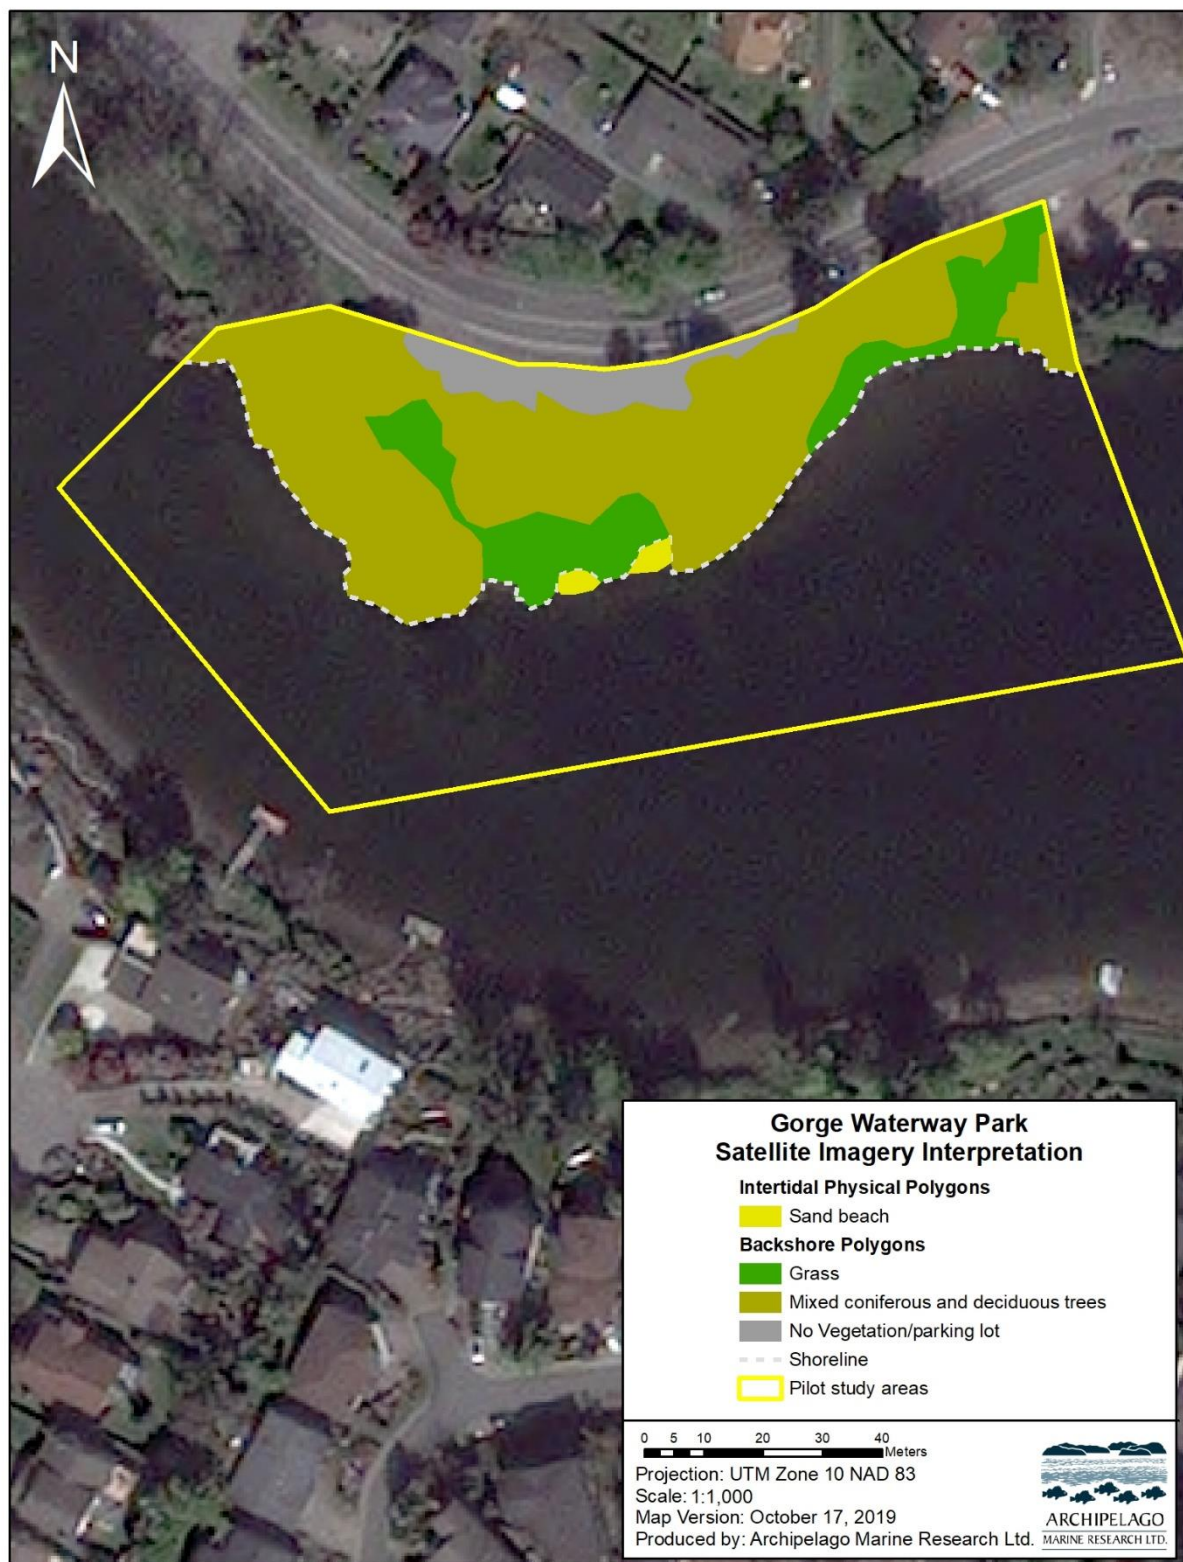 N
Gorge Waterway Park
Satellite Imagery Interpretation
Intertidal Physical Polygons
Sand beach
Backshore Polygons
Grass
Mixed coniferous and deciduous trees
No Vegetation/parking lot
Shoreline
Pilot study areas
0 5 10 20 30 40
Meters
Projection: UTM Zone 10 NAD 83
Scale: 1:1,000
Map Version: October 17, 2019
Produced by: Archipelago Marine Research Ltd.
ARCHIPELAGO
MARINE RESEARCH LTD.